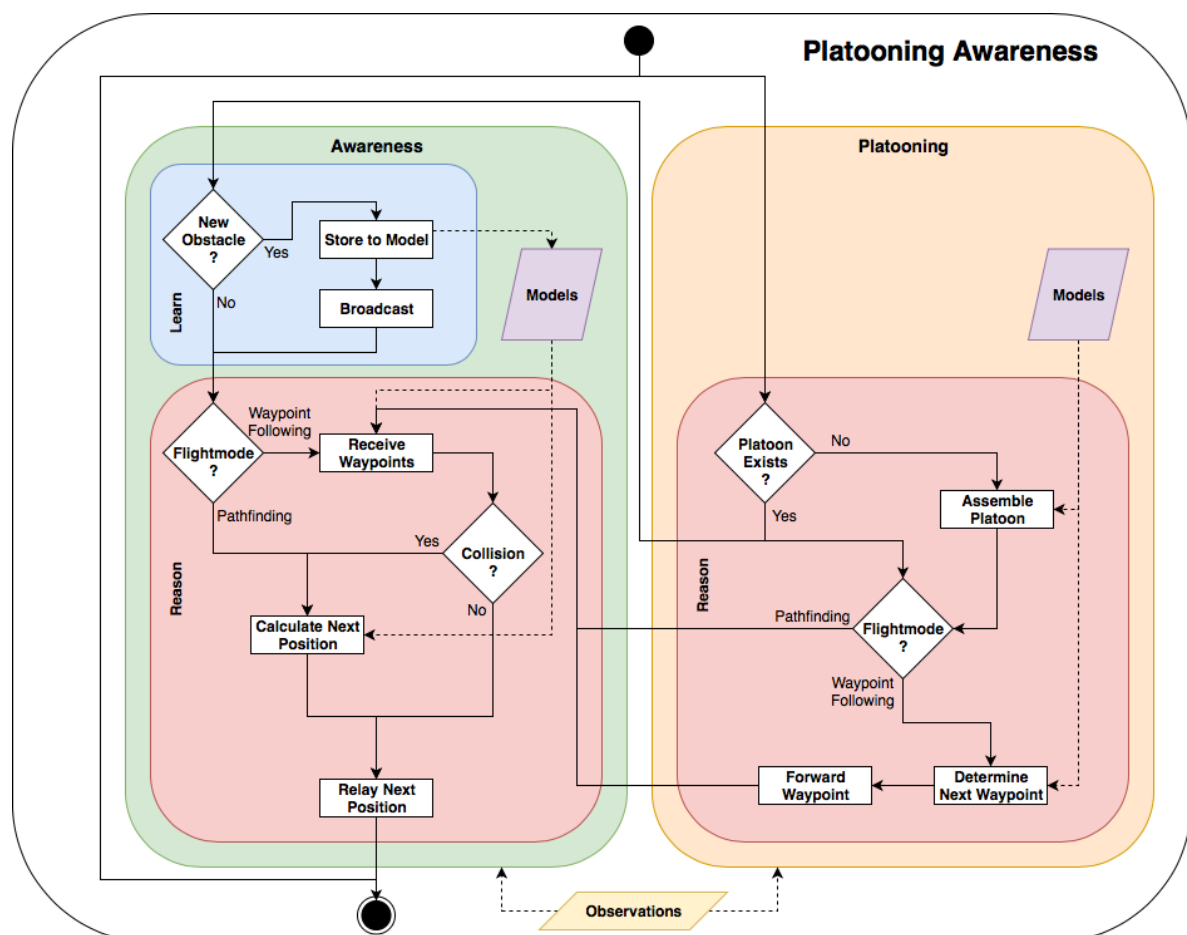 Platooning Awareness
Awareness
New
Obstacle
?
Yes
No
Store to Model
Broadcast
Learn
Models
Flightmode
?
Waypoint
Following
Pathfinding
Receive
Waypoints
Collision
?
Yes
No
Reason
Calculate Next
Position
Relay Next
Position
Platooning
Models
Platoon
Exists
?
No
Yes
Assemble
Platoon
Reason
Flightmode
?
Pathfinding
Waypoint
Following
Forward
Waypoint
Determine
Next Waypoint
Observations